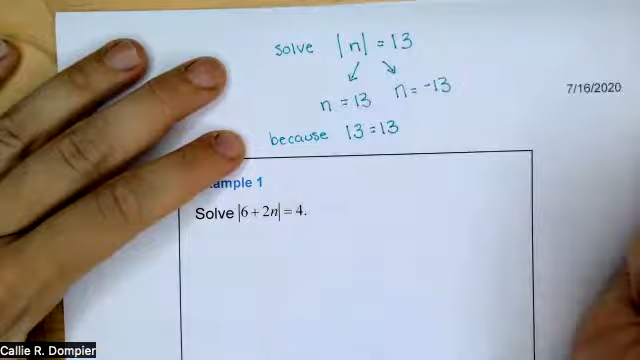 solve |n| = 13
n = 13 n = -13
7/16/2020
because 13 = 13
ample 1
Solve |6 + 2n| = 4.
Callie R. Dompier